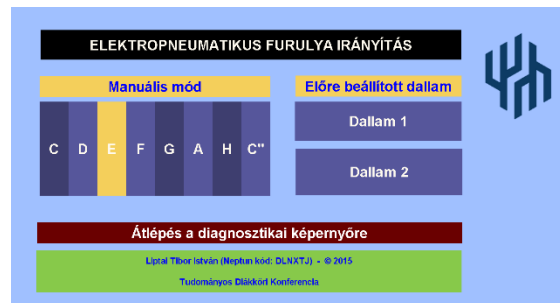 ELEKTROPNEUMATIKUS FURULYA IRÁNYÍTÁS
Manuális mód
C D E F G A H C"
Előre beállított dallam
Dallam 1
Dallam 2
Átlépés a diagnosztikai képernyőre
Liptai Tibor István (Neptun kód: DLNXTJ) - © 2015
Tudományos Diákköri Konferencia